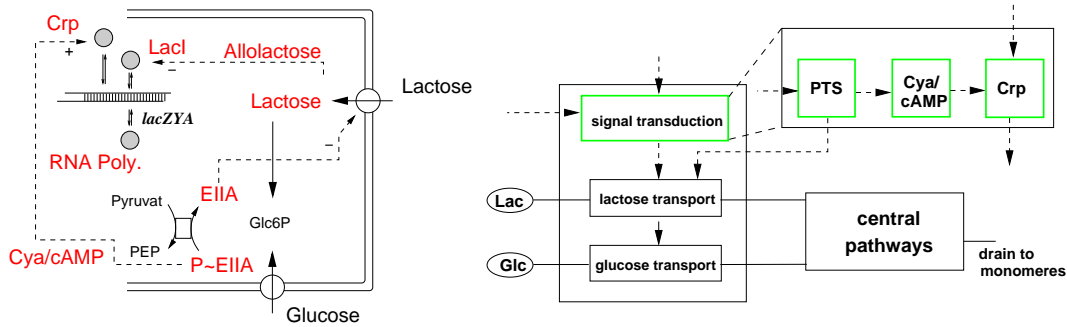 Crp
+
LacI
–
Allolactose
Lactose
Lactose
lacZYA
RNA Poly.
–
EIIA
Pyruvat
Glc6P
PEP
Cya/cAMP
P~EIIA
Glucose
PTS
Cya/
cAMP
Crp
signal transduction
Lac
lactose transport
Glc
glucose transport
central
pathways
drain to
monomeres